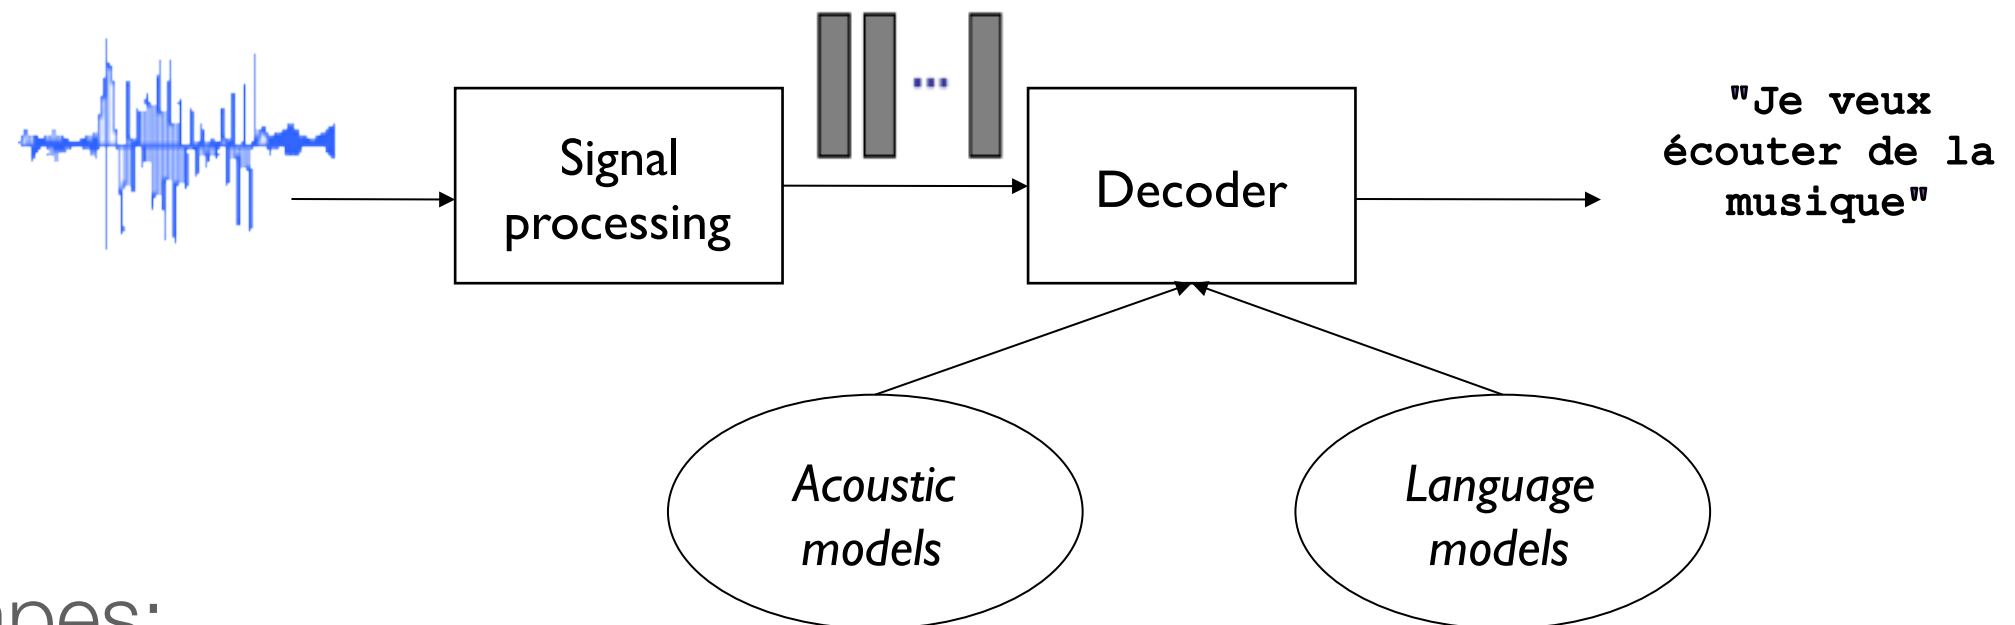 Signal
processing
...
Decoder
"Je veux
écouter de la
musique"
Acoustic
models
Language
models